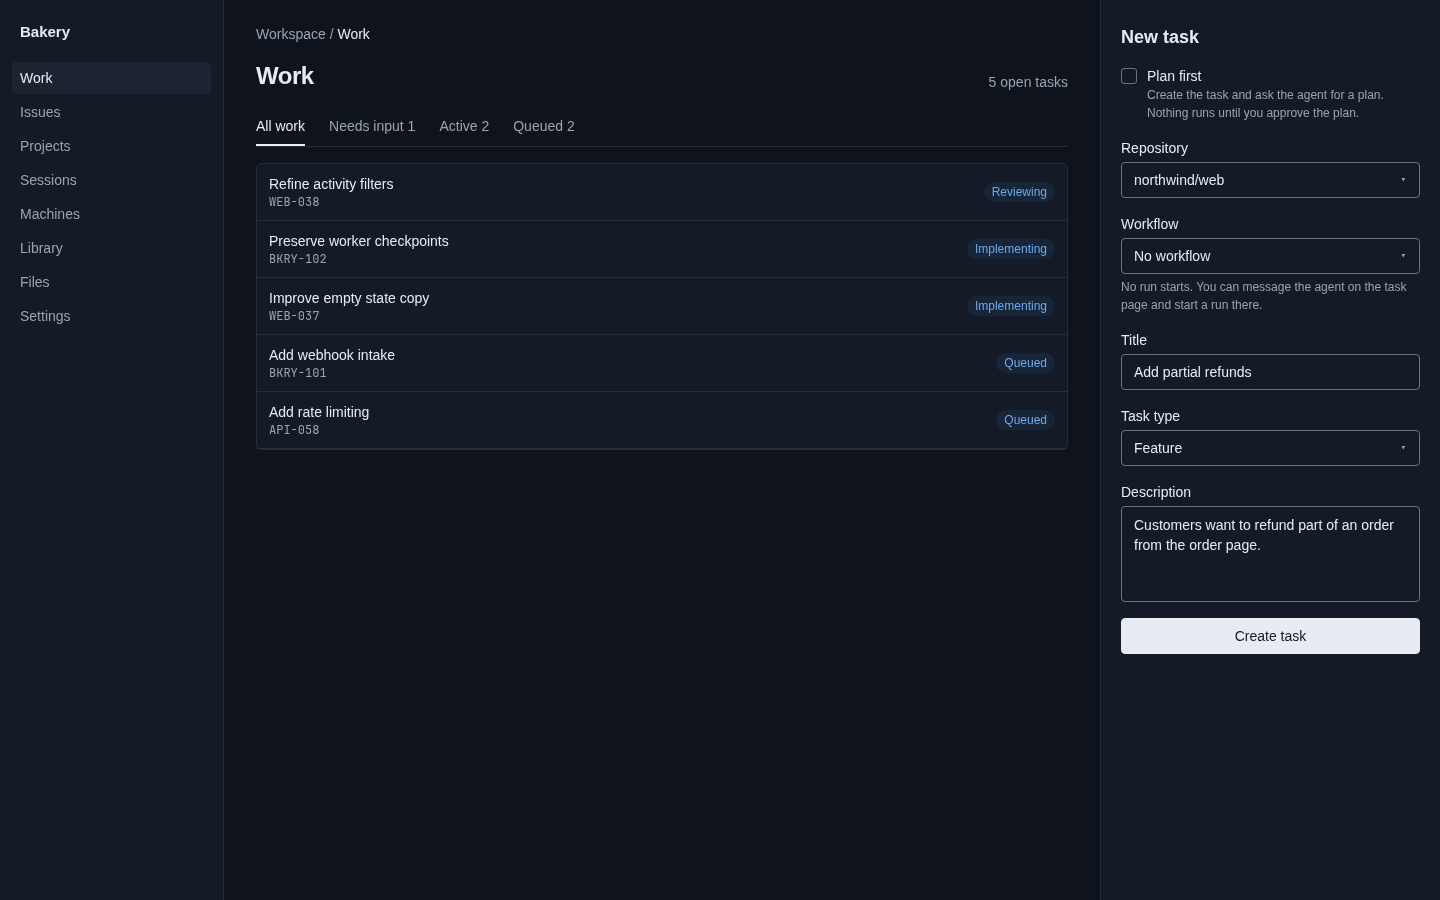 Bakery
Work
Issues
Projects
Sessions
Machines
Library
Files
Settings
Workspace / Work
Work
5 open tasks
All work
Needs input 1
Active 2
Queued 2
Refine activity filters
WEB-038
Reviewing
Preserve worker checkpoints
BKRY-102
Implementing
Improve empty state copy
WEB-037
Implementing
Add webhook intake
BKRY-101
Queued
Add rate limiting
API-058
Queued
New task
Plan first
Create the task and ask the agent for a plan.
Nothing runs until you approve the plan.
Repository
northwind/web
Workflow
No workflow
No run starts. You can message the agent on the task
page and start a run there.
Title
Add partial refunds
Task type
Feature
Description
Customers want to refund part of an order
from the order page.
Create task